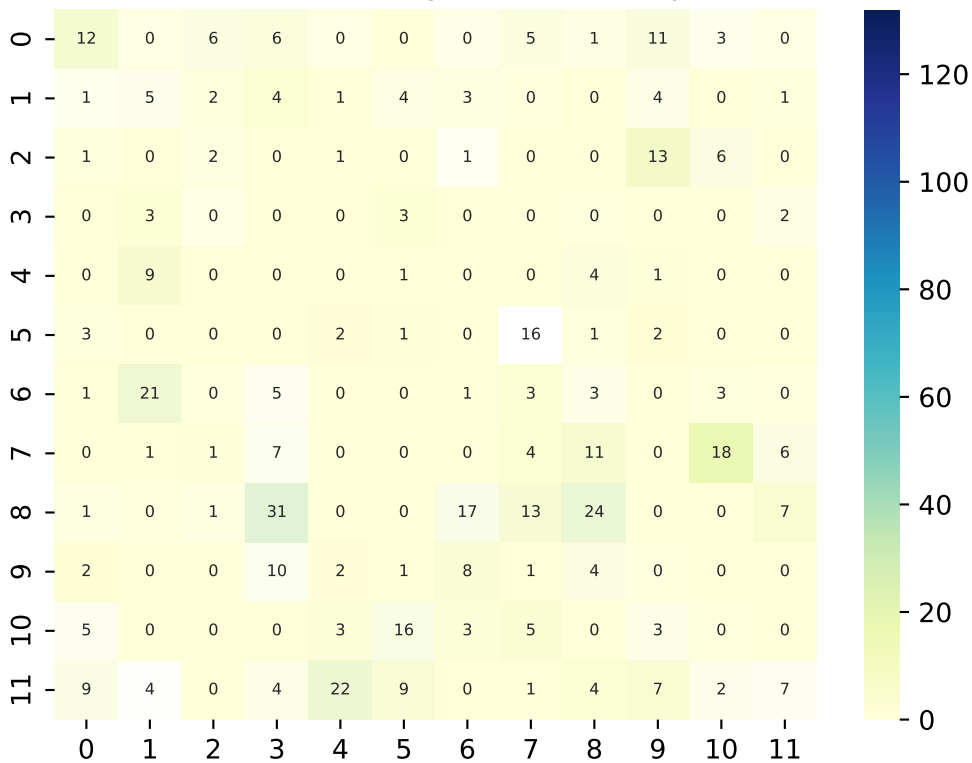 0 12 0 6 6 0 0 0 5 1 11 3 0
1 1 5 2 4 1 4 3 0 0 4 0 1
2 1 0 2 0 1 0 1 0 0 13 6 0
3 0 3 0 0 0 3 0 0 0 0 0 2
4 0 9 0 0 0 1 0 0 4 1 0 0
5 3 0 0 0 2 1 0 16 1 2 0 0
6 1 21 0 5 0 0 1 3 3 0 3 0
7 0 1 1 7 0 0 0 4 11 0 18 6
8 1 0 1 31 0 0 17 13 24 0 0 7
9 2 0 0 10 2 1 8 1 4 0 0 0
10 5 0 0 0 3 16 3 5 0 3 0 0
11 9 4 0 4 22 9 0 1 4 7 2 7
0 1 2 3 4 5 6 7 8 9 10 11
120
100
80
60
40
20
0